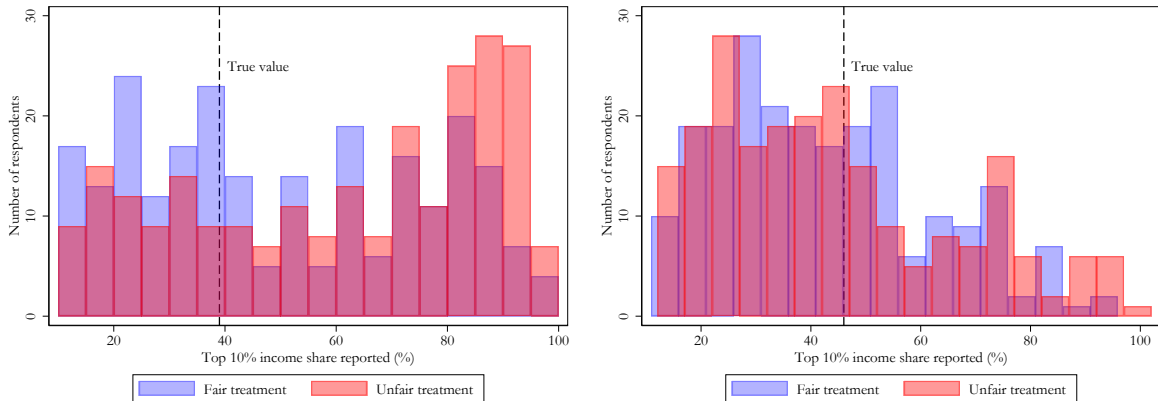 Number of respondents
30
20
10
0
True value
20
40
60
80
100
Top 10% income share reported (%)
Fair treatment
Unfair treatment
Number of respondents
30
20
10
0
True value
20
40
60
80
100
Top 10% income share reported (%)
Fair treatment
Unfair treatment